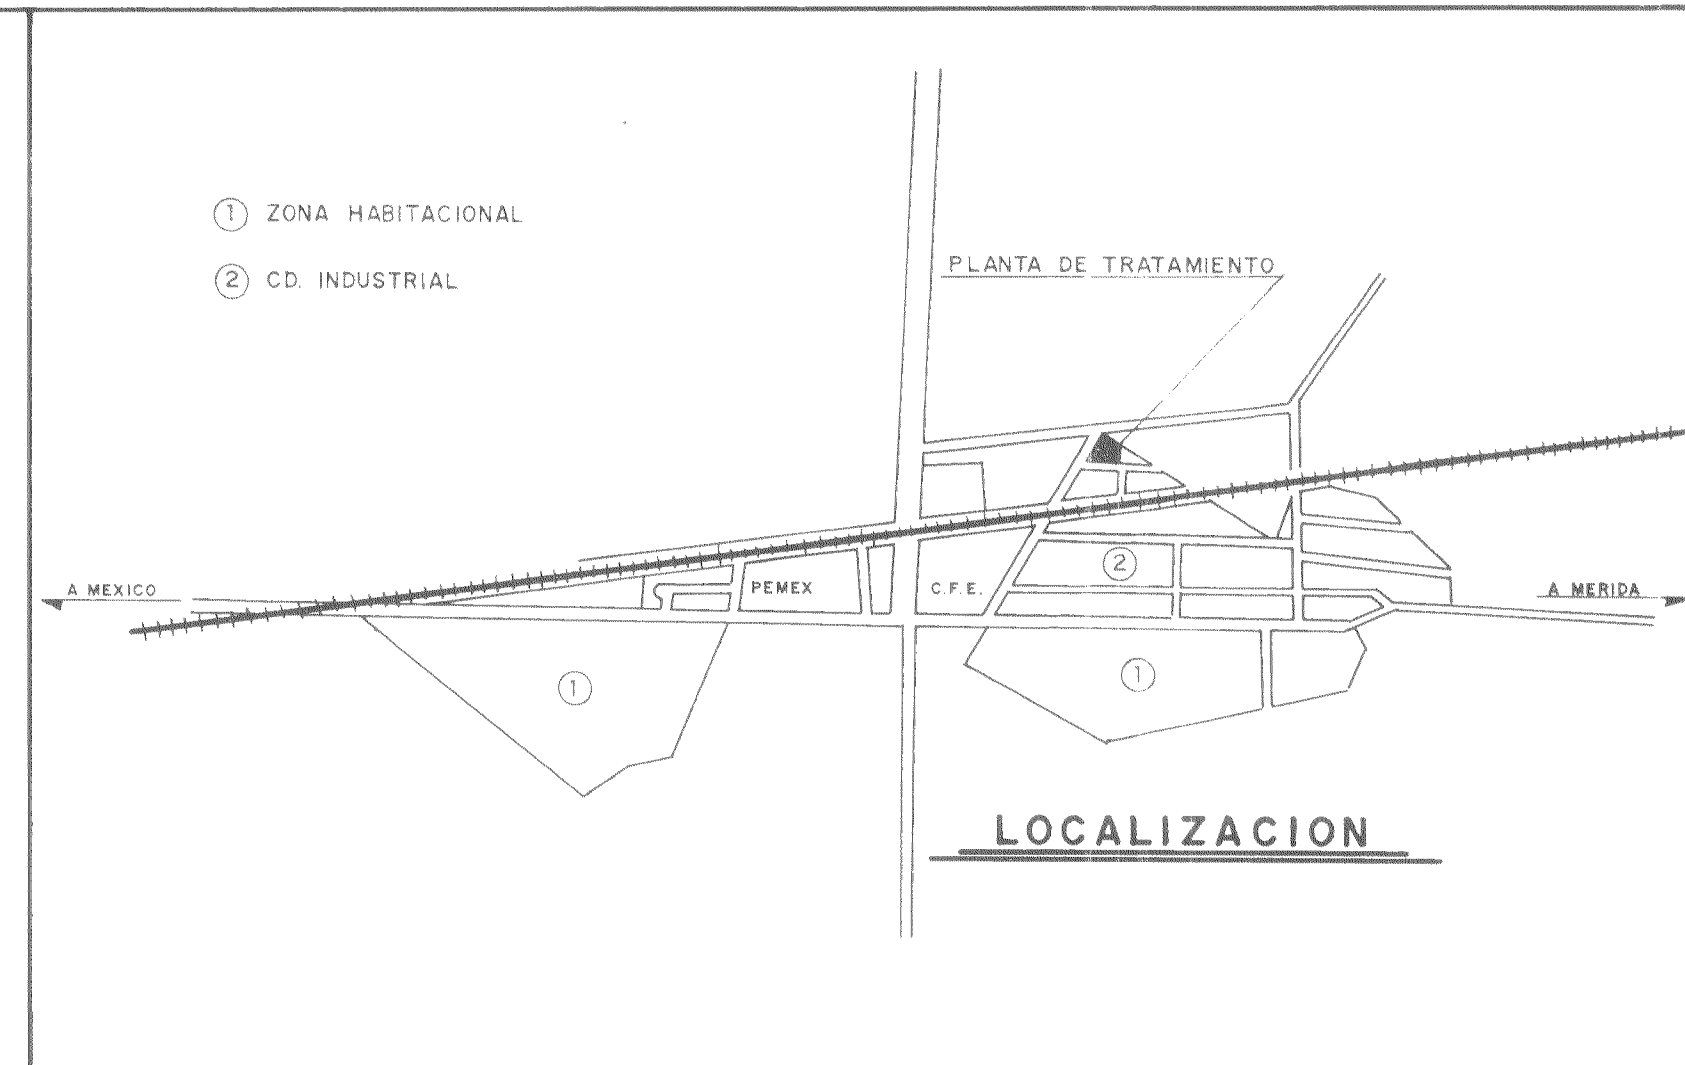 1 ZONA HABITACIONAL
2 CD. INDUSTRIAL
PLANTA DE TRATAMIENTO
2
A MEXICO
PEMEX
C.F.E.
A MERIDA
1
1
LOCALIZACION